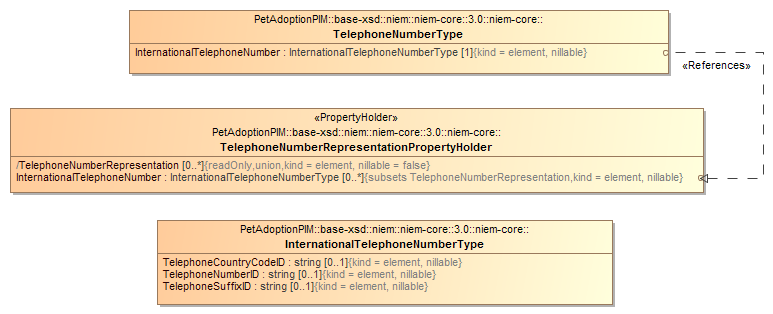 PetAdoptionPIM::base-xsd::niem::niem-core::3.0::niem-core::
TelephoneNumberType
InternationalTelephoneNumber : InternationalTelephoneNumberType [1]{kind = element, nillable}
«References»
«PropertyHolder»
PetAdoptionPIM::base-xsd::niem::niem-core::3.0::niem-core::
TelephoneNumberRepresentationPropertyHolder
/TelephoneNumberRepresentation [0..*]{readOnly,union,kind = element, nillable = false}
InternationalTelephoneNumber : InternationalTelephoneNumberType [0..*]{subsets TelephoneNumberRepresentation,kind = element, nillable}
PetAdoptionPIM::base-xsd::niem::niem-core::3.0::niem-core::
InternationalTelephoneNumberType
TelephoneCountryCodeID : string [0..1]{kind = element, nillable}
TelephoneNumberID : string [0..1]{kind = element, nillable}
TelephoneSuffixID : string [0..1]{kind = element, nillable}